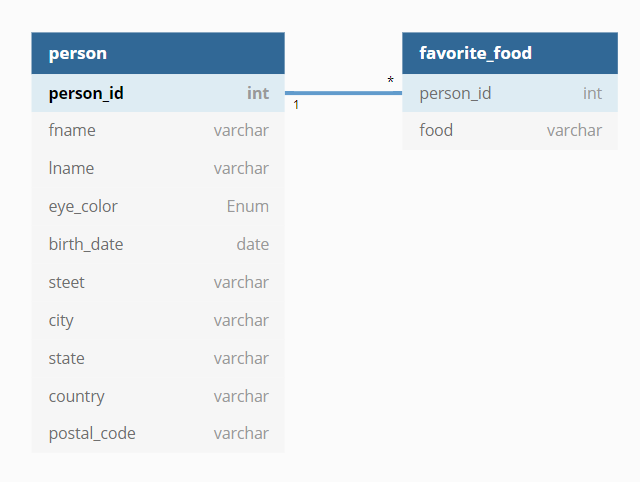 person
person_id int
fname varchar
lname varchar
eye_color Enum
birth_date date
steet varchar
city varchar
state varchar
country varchar
postal_code varchar
1
*
favorite_food
person_id int
food varchar